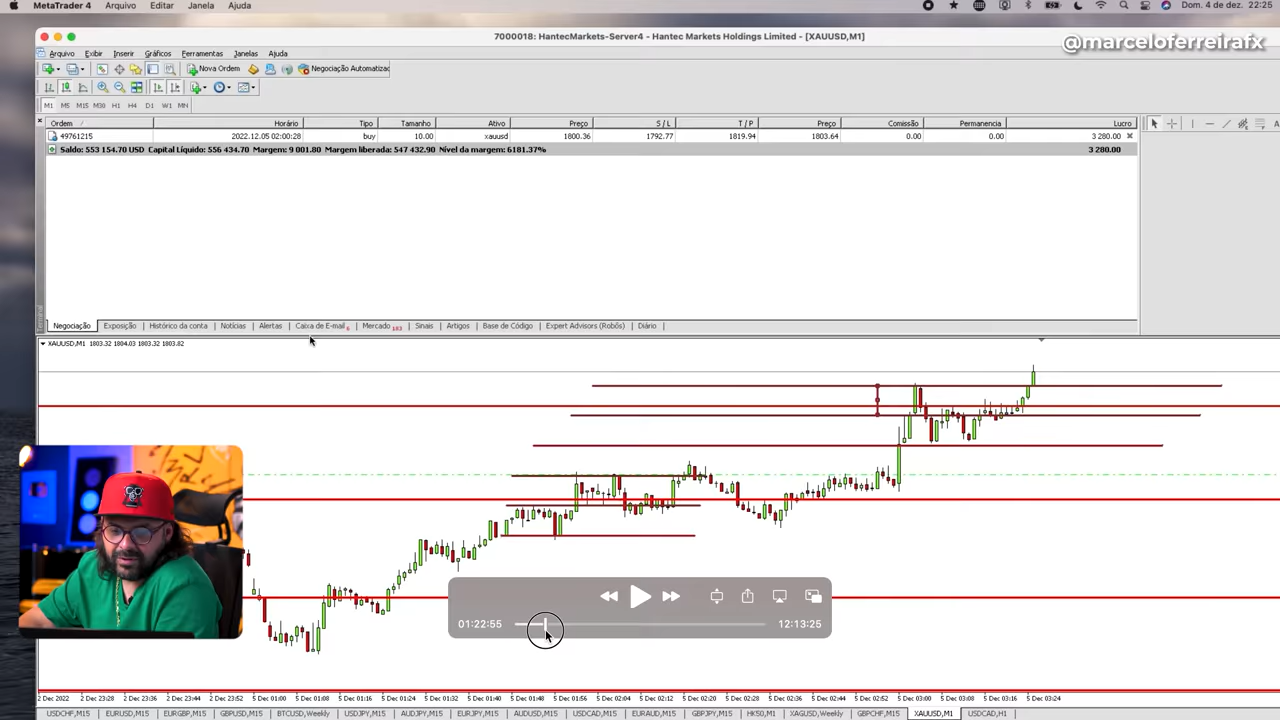 MetaTrader 4 Arquivo Editar Janela Ajuda Dom. 4 de dez. 22:25
7000018: HantecMarkets-Server4 - Hantec Markets Holdings Limited - [XAUUSD,M1]
@marceloferreirafx
Arquivo Exibir Inserir Gráficos Ferramentas Janelas Ajuda
Nova Ordem Negociação Automatizac
M1 M5 M15 M30 H1 H4 D1 W1 MN
Ordem Horário Tipo Tamanho Ativo Preço S / L T / P Preço Comissão Permanencia Lucro
49761215 2022.12.05 02:00:28 buy 10.00 xauusd 1800.36 1792.77 1819.94 1803.64 0.00 0.00 3 280.00
Saldo: 553 154.70 USD Capital Líquido: 556 434.70 Margem: 9 001.80 Margem liberada: 547 432.90 Nível da margem: 6181.37% 3 280.00
Negociação Exposição Histórico da conta Notícias Alertas Caixa de E-mail Mercado 183 Sinais Artigos Base de Código Expert Advisors (Robôs) Diário
XAUUSD,M1 1803.32 1804.03 1803.32 1803.82
01:22:55 12:13:25
2 Dec 2022 2 Dec 23:28 2 Dec 23:36 2 Dec 23:44 2 Dec 23:52 5 Dec 01:00 5 Dec 01:08 5 Dec 01:16 5 Dec 01:24 5 Dec 01:32 5 Dec 01:40 5 Dec 01:48 5 Dec 01:56 5 Dec 02:04 5 Dec 02:12 5 Dec 02:20 5 Dec 02:28 5 Dec 02:36 5 Dec 02:44 5 Dec 02:52 5 Dec 03:00 5 Dec 03:08 5 Dec 03:16 5 Dec 03:24
USDCHF,M15 EURUSD,M15 EURGBP,M15 GBPUSD,M15 BTCUSD,Weekly USDJPY,M15 AUDJPY,M15 EURJPY,M15 AUDUSD,M15 USDCAD,M15 EURAUD,M15 GBPJPY,M15 HK50,M1 XAGUSD,Weekly GBPCHF,M15 XAUUSD,M1 USDCAD,H1